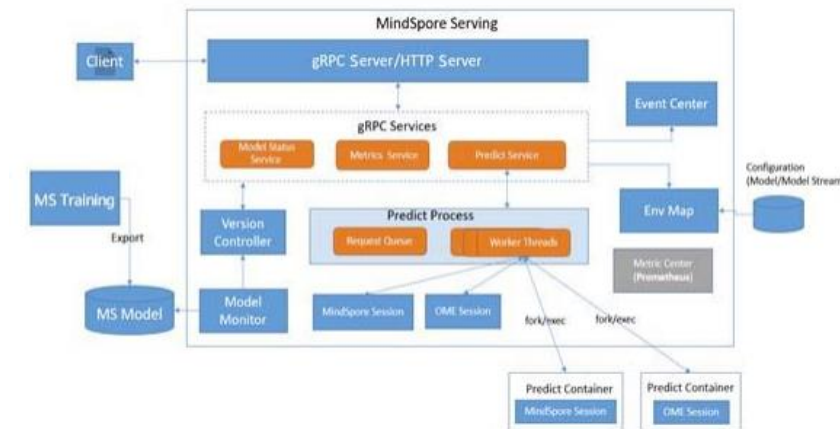 MindSpore Serving
Client
gRPC Server/HTTP Server
Event Center
gRPC Services
Model Status
Service
Metrics Service
Predict Service
Configuration
(Model/Model Stream
MS Training
Env Map
Export
Version
Controller
Predict Process
Request Queue
Worker Threads
Metric Center
(Prometheus)
MS Model
Model
Monitor
MindSpore Session
OME Session
fork/exec
fork/exec
Predict Container
MindSpore Session
Predict Container
OME Session